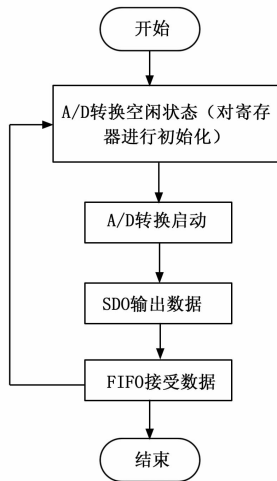 开始
A/D转换空闲状态（对寄存
器进行初始化）
A/D转换启动
SDO输出数据
FIFO接受数据
结束